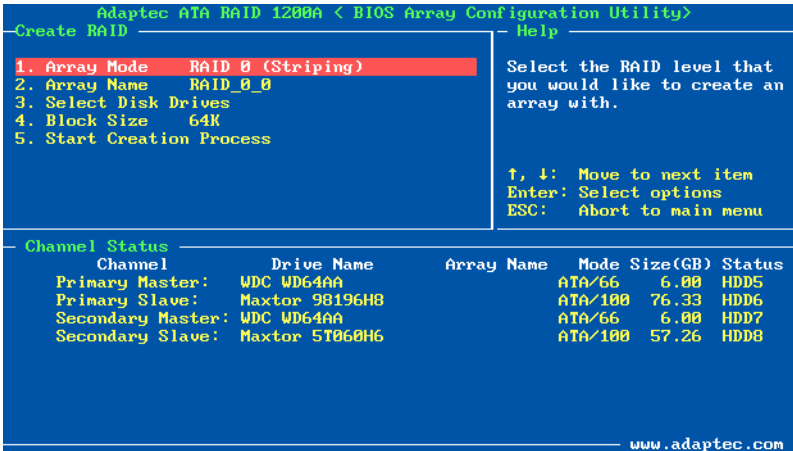 Adaptec ATA RAID 1200A < BIOS Array Configuration Utility>
Create RAID
1. Array Mode RAID 0 (Striping)
2. Array Name RAID_0_0
3. Select Disk Drives
4. Block Size 64K
5. Start Creation Process
Help
Select the RAID level that
you would like to create an
array with.
↑, ↓: Move to next item
Enter: Select options
ESC: Abort to main menu
Channel Status
Channel Drive Name Array Name Mode Size(GB) Status
Primary Master: WDC WD64AA ATA/66 6.00 HDD5
Primary Slave: Maxtor 98196H8 ATA/100 76.33 HDD6
Secondary Master: WDC WD64AA ATA/66 6.00 HDD7
Secondary Slave: Maxtor 5T060H6 ATA/100 57.26 HDD8
www.adaptec.com